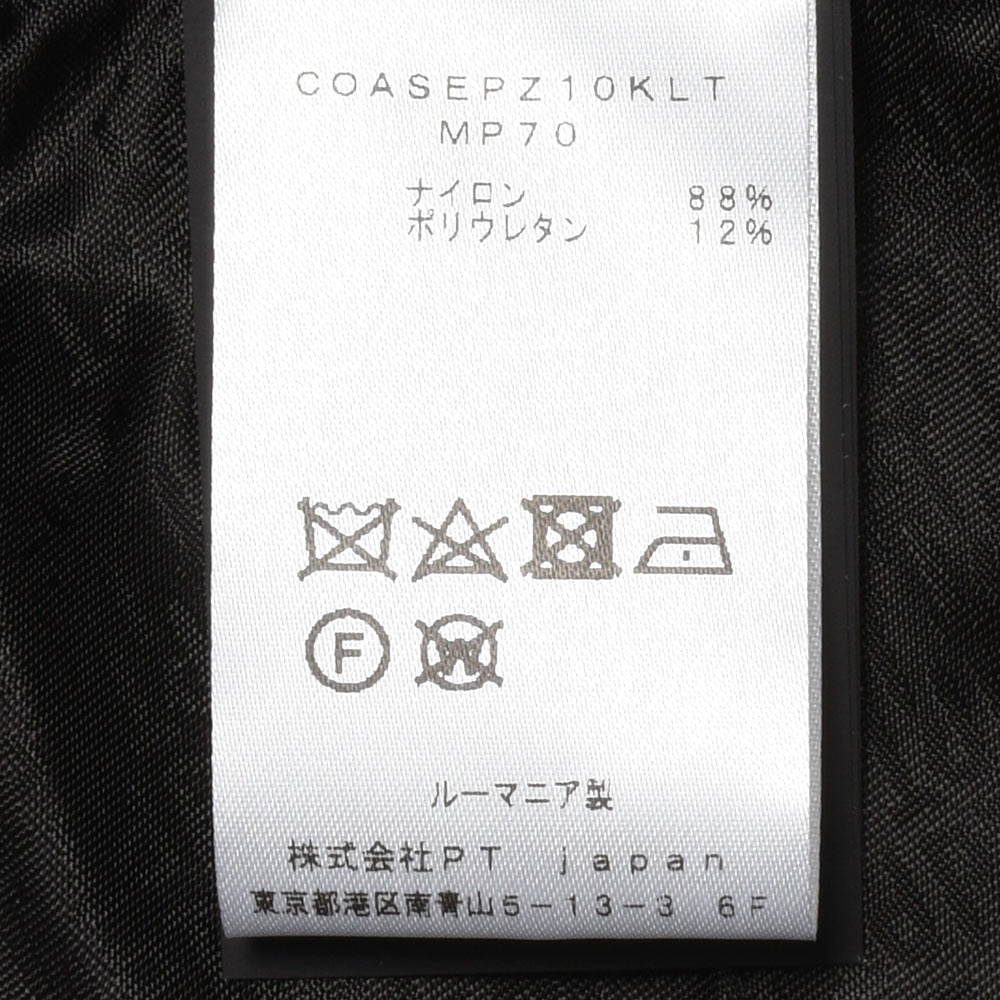 COASEPZ10KLT
MP70
ナイロン 88%
ポリウレタン 12%
F W
ルーマニア製
株式会社PT japan
東京都港区南青山5-13-3 6F